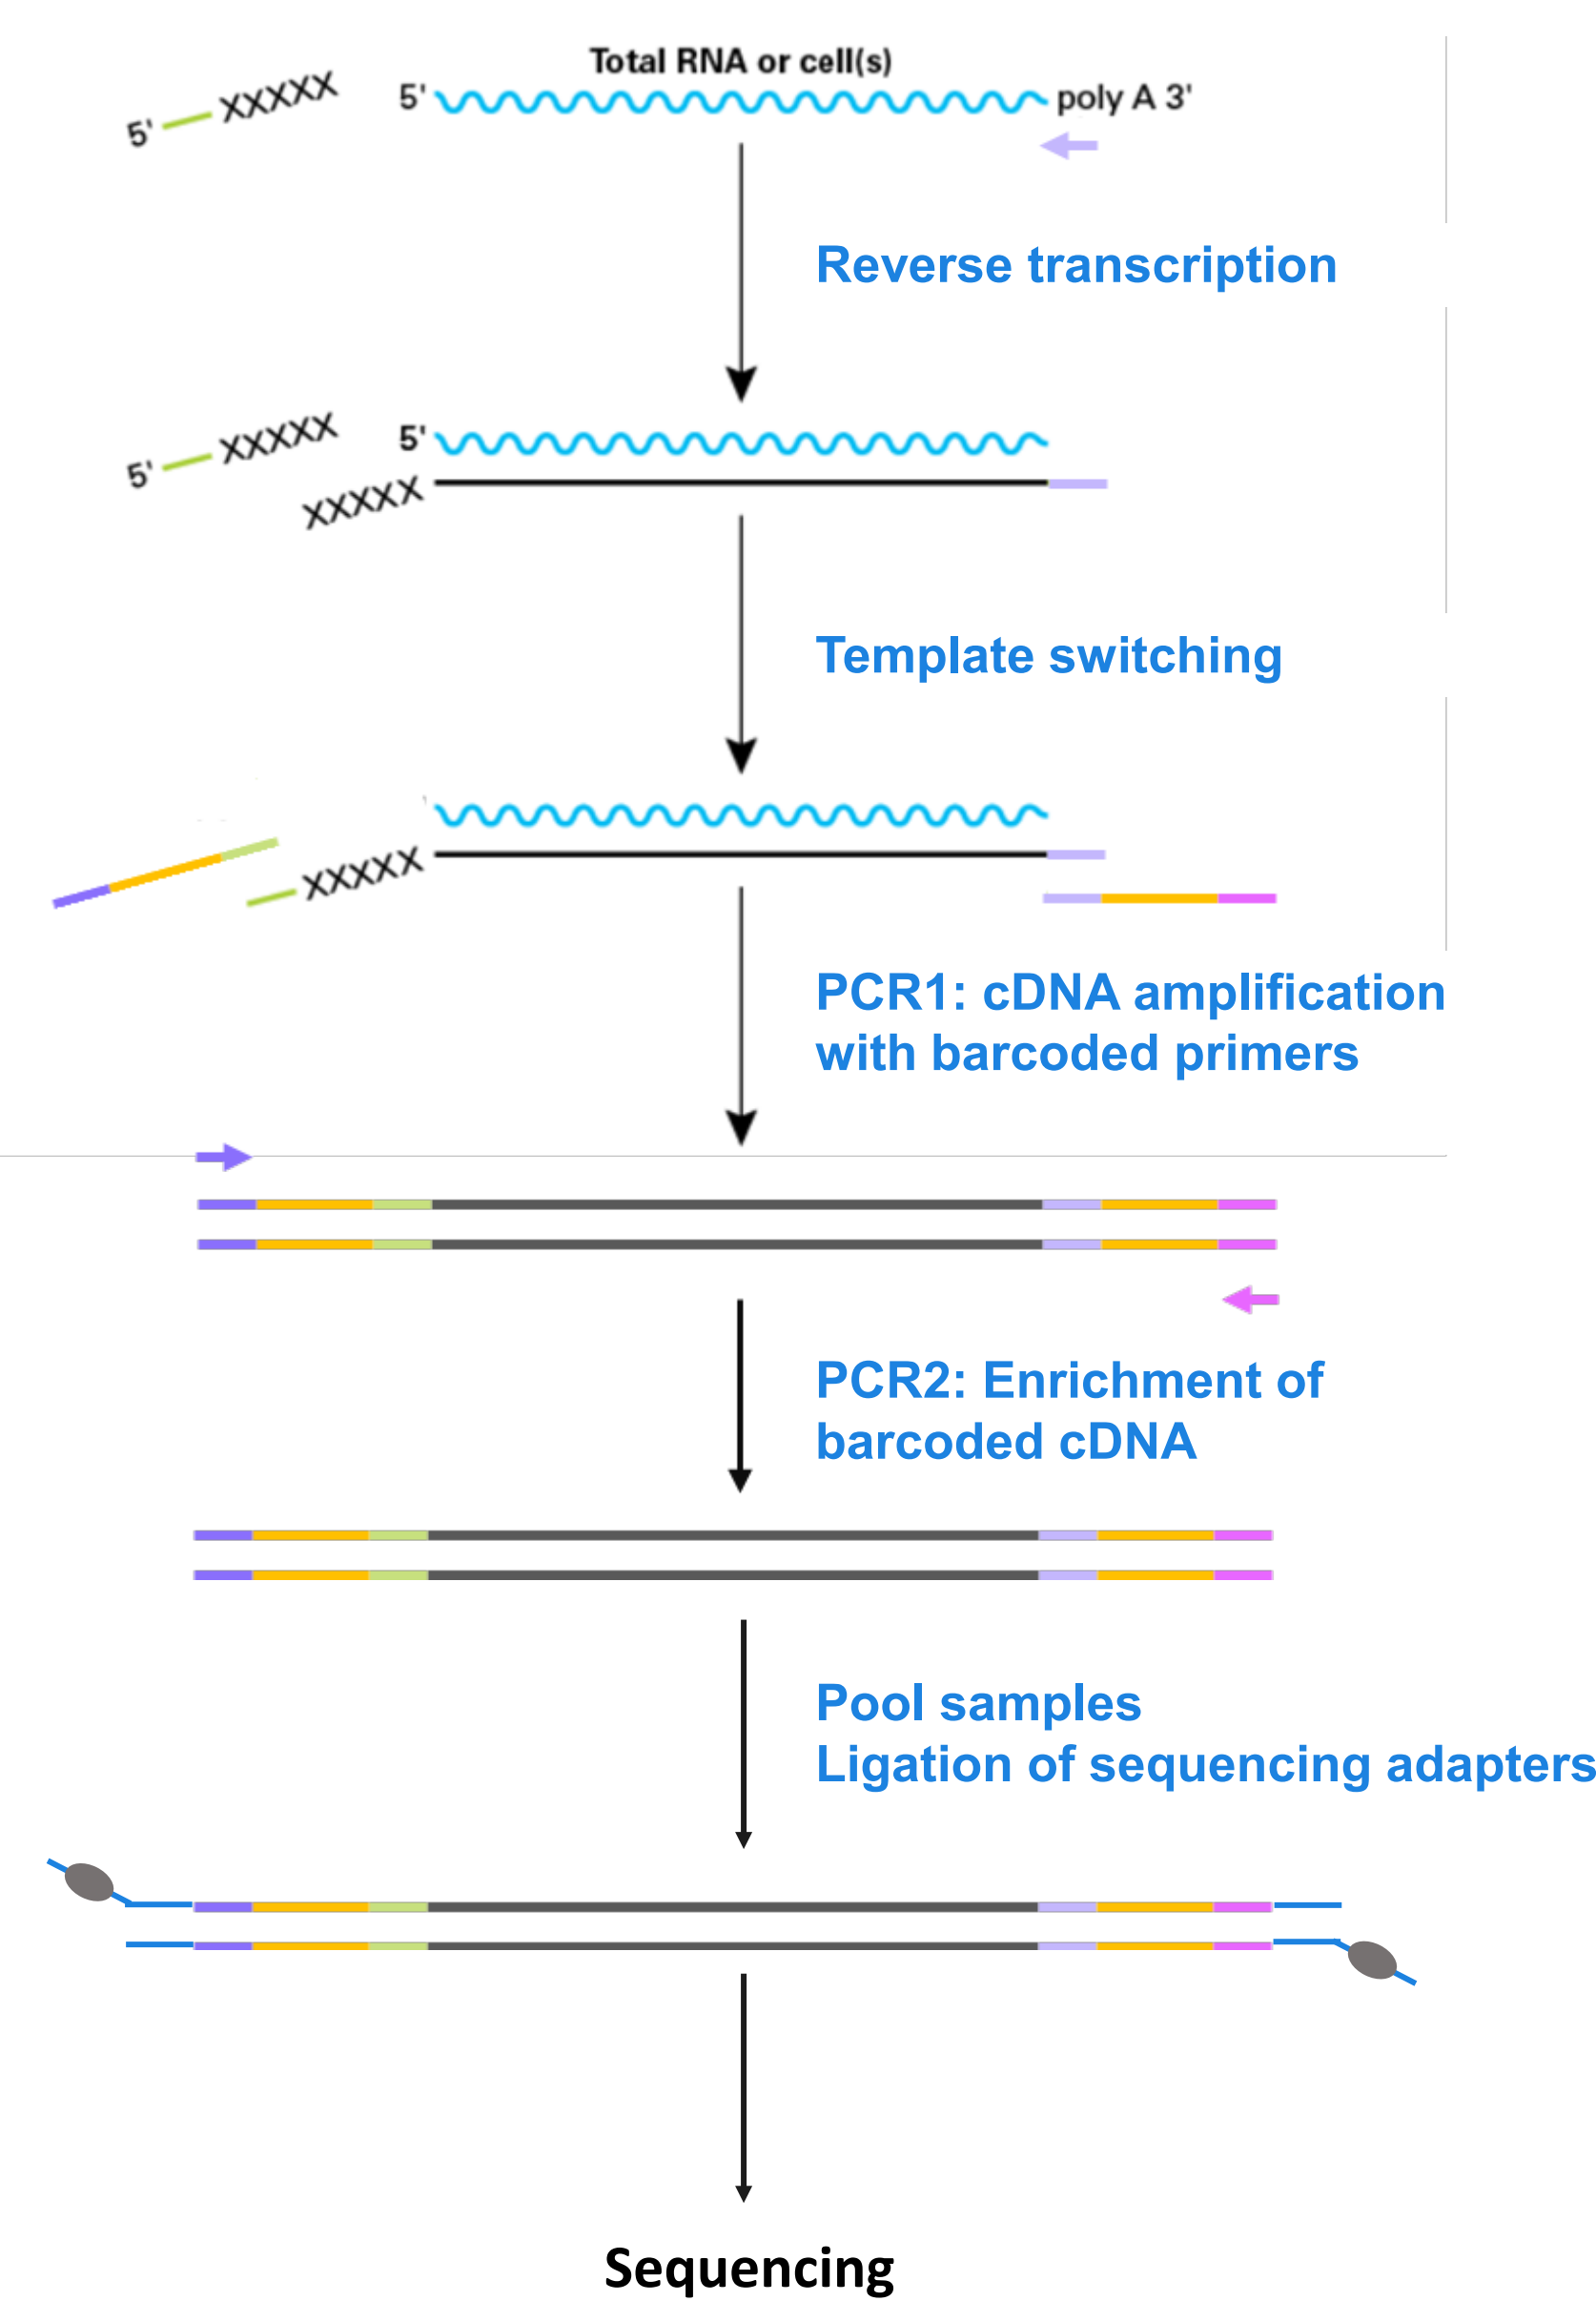 Total RNA or cell(s)
5' XXXXX 5' poly A 3'
Reverse transcription
5' XXXXX 5'
XXXXX
Template switching
XXXXX
PCR1: cDNA amplification
with barcoded primers
PCR2: Enrichment of
barcoded cDNA
Pool samples
Ligation of sequencing adapters
Sequencing